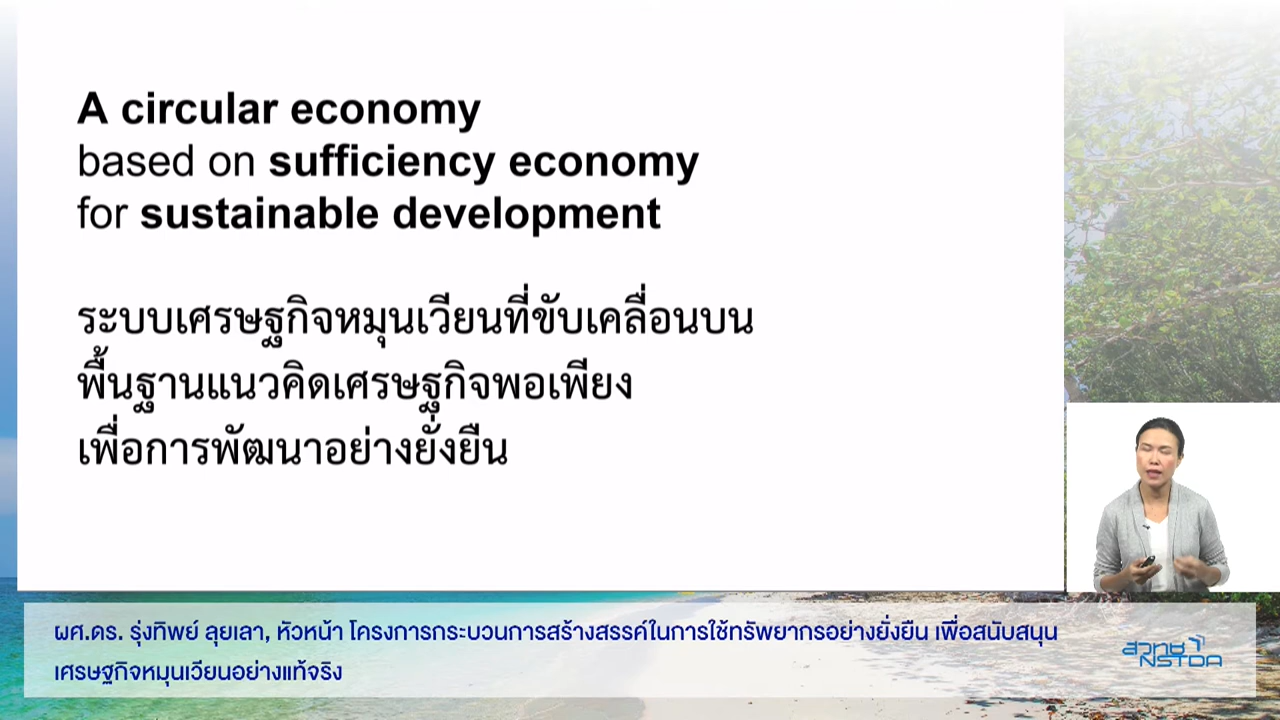 A circular economy
based on sufficiency economy
for sustainable development
ระบบเศรษฐกิจหมุนเวียนที่ขับเคลื่อนบน
พื้นฐานแนวคิดเศรษฐกิจพอเพียง
เพื่อการพัฒนาอย่างยั่งยืน
ผศ.ดร. รุ่งทิพย์ ลุยเลา, หัวหน้า โครงการกระบวนการสร้างสรรค์ในการใช้ทรัพยากรอย่างยั่งยืน เพื่อสนับสนุน
เศรษฐกิจหมุนเวียนอย่างแท้จริง
สวทช
NSTDA